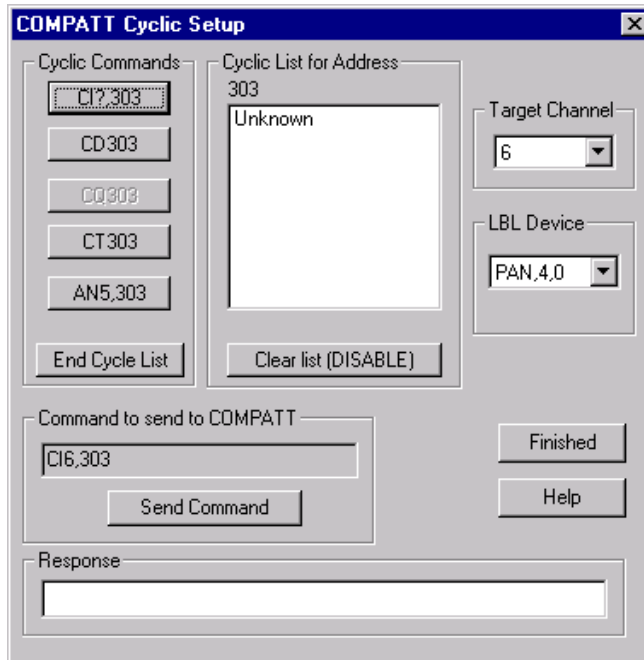 COMPATT Cyclic Setup
Cyclic Commands
CI?,303
CD303
CQ303
CT303
AN5,303
End Cycle List
Cyclic List for Address
303
Unknown
Clear list (DISABLE)
Target Channel
6
LBL Device
PAN,4,0
Command to send to COMPATT
CI6,303
Send Command
Finished
Help
Response